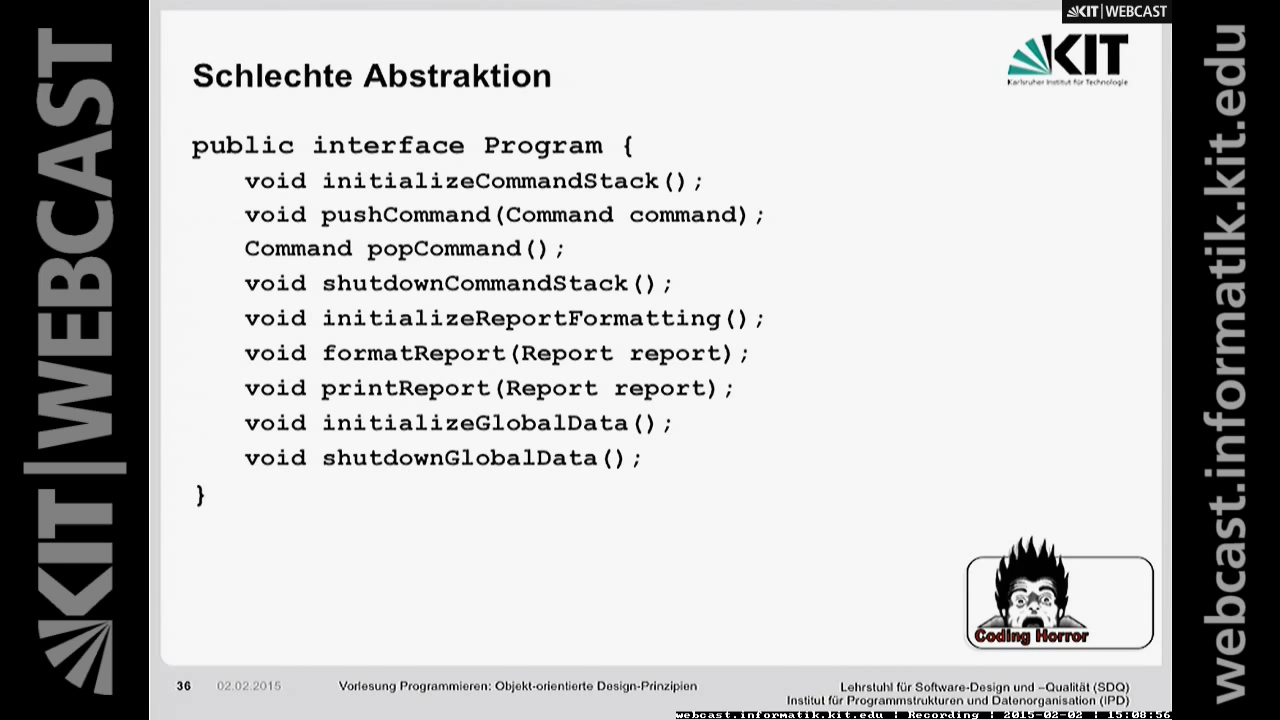 KIT|WEBCAST
KIT|WEBCAST
KIT
Karlsruher Institut für Technologie
Schlechte Abstraktion
public interface Program {
void initializeCommandStack();
void pushCommand(Command command);
Command popCommand();
void shutdownCommandStack();
void initializeReportFormatting();
void formatReport(Report report);
void printReport(Report report);
void initializeGlobalData();
void shutdownGlobalData();
}
Coding Horror
36 02.02.2015 Vorlesung Programmieren: Objekt-orientierte Design-Prinzipien
Lehrstuhl für Software-Design und –Qualität (SDQ)
Institut für Programmstrukturen und Datenorganisation (IPD)
webcast.informatik.kit.edu | Recording | 2015-02-02 | 15:08:56
webcast.informatik.kit.edu